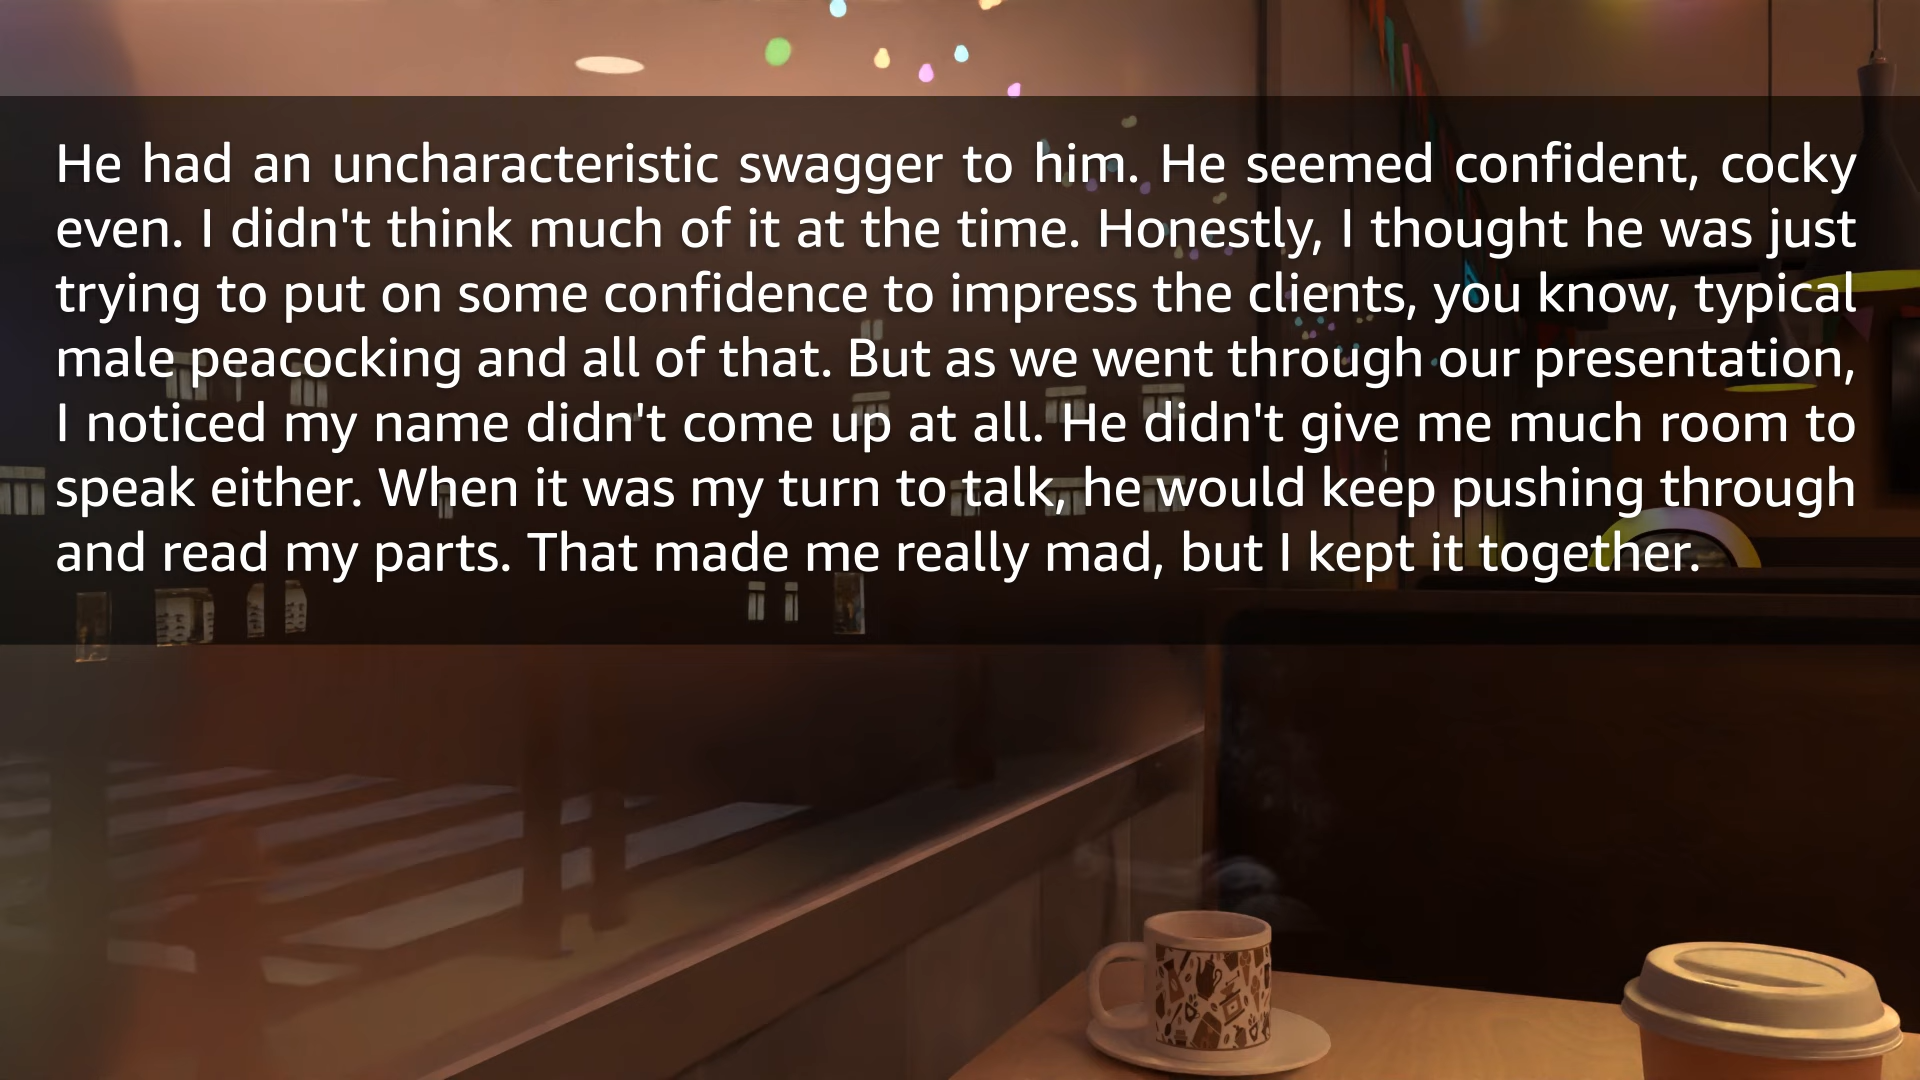 He had an uncharacteristic swagger to him. He seemed confident, cocky
even. I didn't think much of it at the time. Honestly, I thought he was just
trying to put on some confidence to impress the clients, you know, typical
male peacocking and all of that. But as we went through our presentation,
I noticed my name didn't come up at all. He didn't give me much room to
speak either. When it was my turn to talk, he would keep pushing through
and read my parts. That made me really mad, but I kept it together.